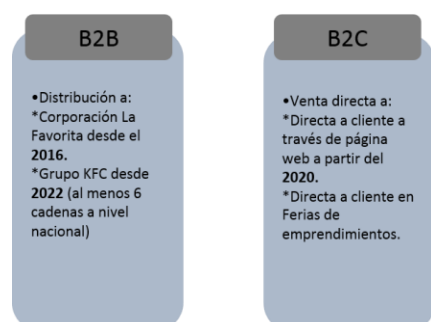 B2B
•Distribución a:
*Corporación La
Favorita desde el
2016.
*Grupo KFC desde
2022 (al menos 6
cadenas a nivel
nacional)
B2C
•Venta directa a:
*Directa a cliente a
través de página
web a partir del
2020.
*Directa a cliente en
Ferias de
emprendimientos.